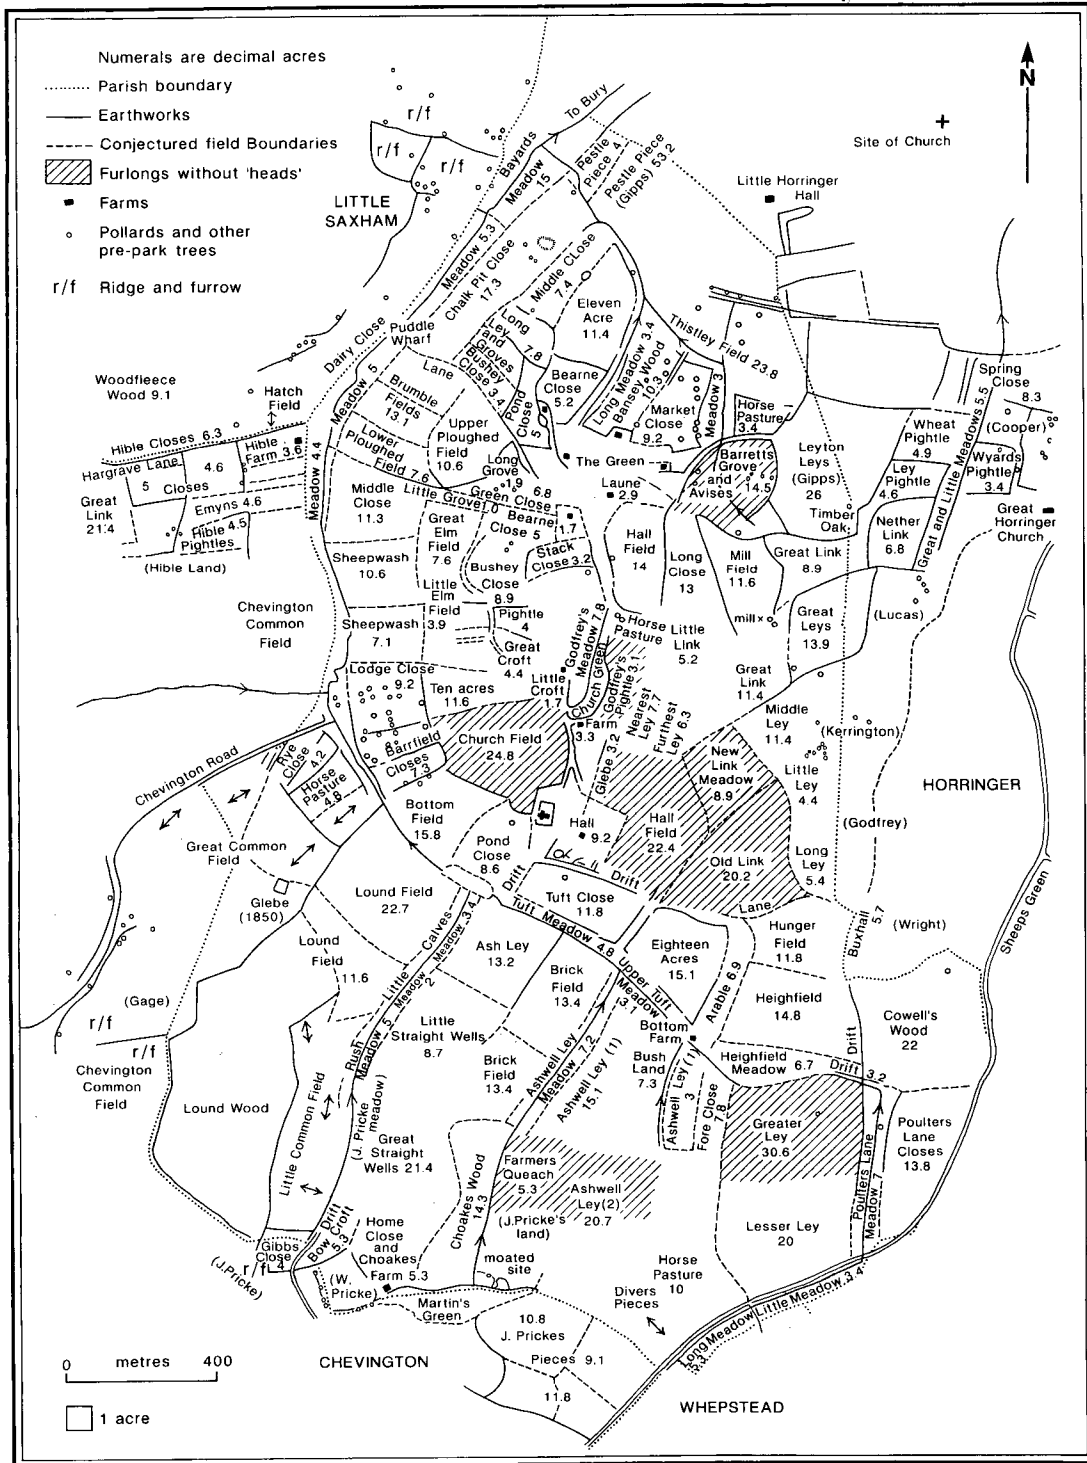 Numerals are decimal acres
Parish boundary
Earthworks
Conjectured field Boundaries
Furlongs without 'heads'
Farms
Pollards and other
pre-park trees
r/f Ridge and furrow
N
Site of Church
To Bury
r/f
r/f
r/f
LITTLE
SAXHAM
Bayards
Meadow
15
Pestle
Piece 4
Pestle Piece
(Gipps) 53.2
Little Horringer
Hall
Meadow 5.3
Chalk Pit Close
17.3
Middle CLose
7.4
Eleven
Acre
11.4
Long
Ley
and
Groves
7.8
Bushey
Close 3.4
Puddle
Wharf
Dairy Close
Lane
Bearne
Close
5.2
Pond
Close
5
Long Meadow 3.4
Bansey Wood
10.3
Thistley Field 23.8
Market
Close
9.2
Meadow 3
Horse
Pasture
3.4
Spring
Close
8.3
(Cooper)
Wheat
Pightle
4.9
Wyards
Pightle
3.4
Ley
Pightle
4.6
Great and Little Meadows 5.5
Great
Horringer
Church
Woodfleece
Wood 9.1
Hatch
Field
Hible Closes 6.3
Hible
Farm 3.6
Hargrave Lane
5
4.6
Closes
Great
Link
21.4
Emyns 4.6
Hible 4.5
Pightles
(Hible Land)
Meadow 5
Meadow 4.4
Brumble
Fields
13.1
Lower
Ploughed
Field 7.6
Upper
Ploughed
Field
10.6
Long
Grove
1.9
Little Grove 1.0
Green Close
6.8
The Green
Laune
2.9
Barretts
Grove
and
Avises
14.5
Leyton
Leys
(Gipps)
26
Timber
Oak
Nether
Link
6.8
Middle
Close
11.3
Great
Elm
Field
7.6
Bearne
Close 5
1.7
Stack
Close 3.2
Bushey
Close
8.9
Hall
Field
14
Long
Close
13
Mill
Field
11.6
Great Link
8.9
mill
(Lucas)
Sheepwash
10.6
Little
Elm
Field
3.9
Sheepwash
7.1
Pightle
4
Great
Croft
4.4
Chevington
Common
Field
Godfrey's
Meadow 7.8
Church Green
Horse
Pasture
Little
Link
5.2
Godfrey's
Pightle 3.1
Nearest
Ley 7.7
Furthest
Ley 6.3
Great
Leys
13.9
Great
Link
11.4
Lodge Close
9.2
Ten acres
11.6
Little
Croft
1.7
Farm
3.3
Glebe 3.2
Middle
Ley
11.4
(Kerrington)
Little
Ley
4.4
New
Link
Meadow
8.9
HORRINGER
Barrfield
Closes
7.3
Church Field
24.8
Chevington Road
Rye
Close
4.2
Horse
Pasture
4.8
Bottom
Field
15.8
Hall
9.2
Hall
Field
22.4
Old Link
20.2
(Godfrey)
Long
Ley
5.4
Great Common
Field
Pond
Close
8.6
Drift
Drift
Tuft Close
11.8
Lane
Glebe
(1850)
Lound Field
22.7
Tuft Meadow 4.8
Buxhall
5.7
(Wright)
Sheeps Green
Lound
Field
11.6
Little Calves
Meadow 3.4
Meadow
2
Ash Ley
13.2
Eighteen
Acres
15.1
Hunger
Field
11.8
Brick
Field
13.4
Upper Tuft
Meadow
3.1
Arable 6.9
(Gage)
r/f
r/f
Chevington
Common
Field
Rush
Meadow 5
(J. Pricke
meadow)
Little
Straight Wells
8.7
Heighfield
14.8
Cowell's
Wood
22
Brick
Field
13.4
Ashwell Ley
Meadow 7.2
Ashwell Ley (1)
15.1
Bottom
Farm
Bush
Land
7.3
Ashwell Ley (1)
3
Fore Close
7.8
Heighfield
Meadow 6.7
Drift
Drift 3.2
Lound Wood
Little Common Field
Great
Straight
Wells 21.4
Greater
Ley
30.6
Poulters
Lane
Closes
13.8
Choakes Wood
14.3
Farmers
Queach
5.3
Ashwell
Ley(2)
20.7
(J.Pricke's
land)
Poulters Lane
Meadow 7
Lesser Ley
20
Drift
Gibbs
Close
4
r/f
(J.Pricke)
Bow Croft
5.3
Home
Close
and
Choakes
Farm 5.3
(W.
Pricke)
moated
site
Martin's
Green
Horse
Pasture
10
Divers
Pieces
10.8
J. Prickes
Pieces 9.1
11.8
Long Meadow
5.3
Little Meadow 3.4
0 metres 400
1 acre
CHEVINGTON
WHEPSTEAD